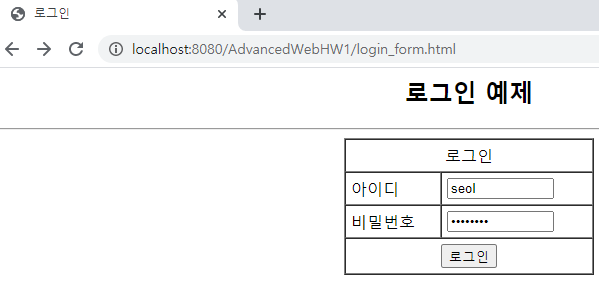 로그인
localhost:8080/AdvancedWebHW1/login_form.html
로그인 예제
로그인
아이디 seol
비밀번호 ••••••••
로그인